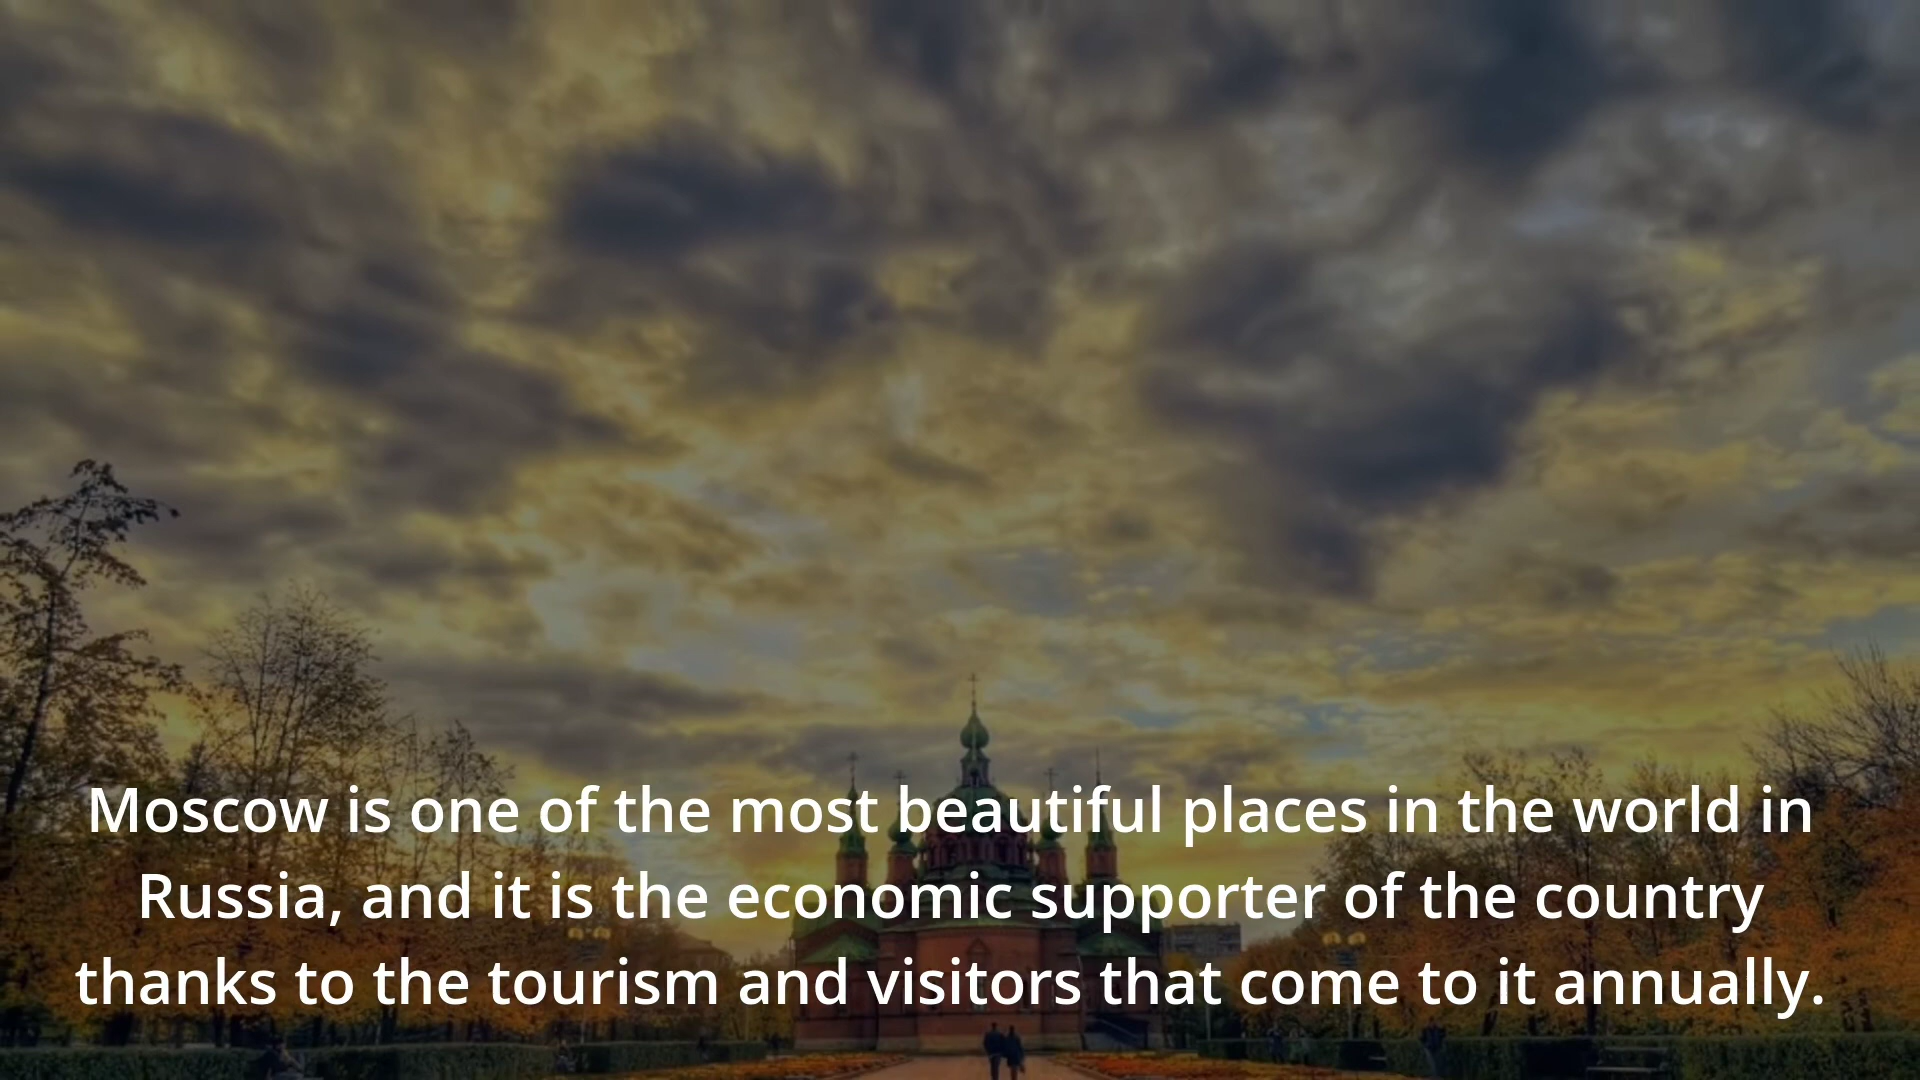 Moscow is one of the most beautiful places in the world in
Russia, and it is the economic supporter of the country
thanks to the tourism and visitors that come to it annually.